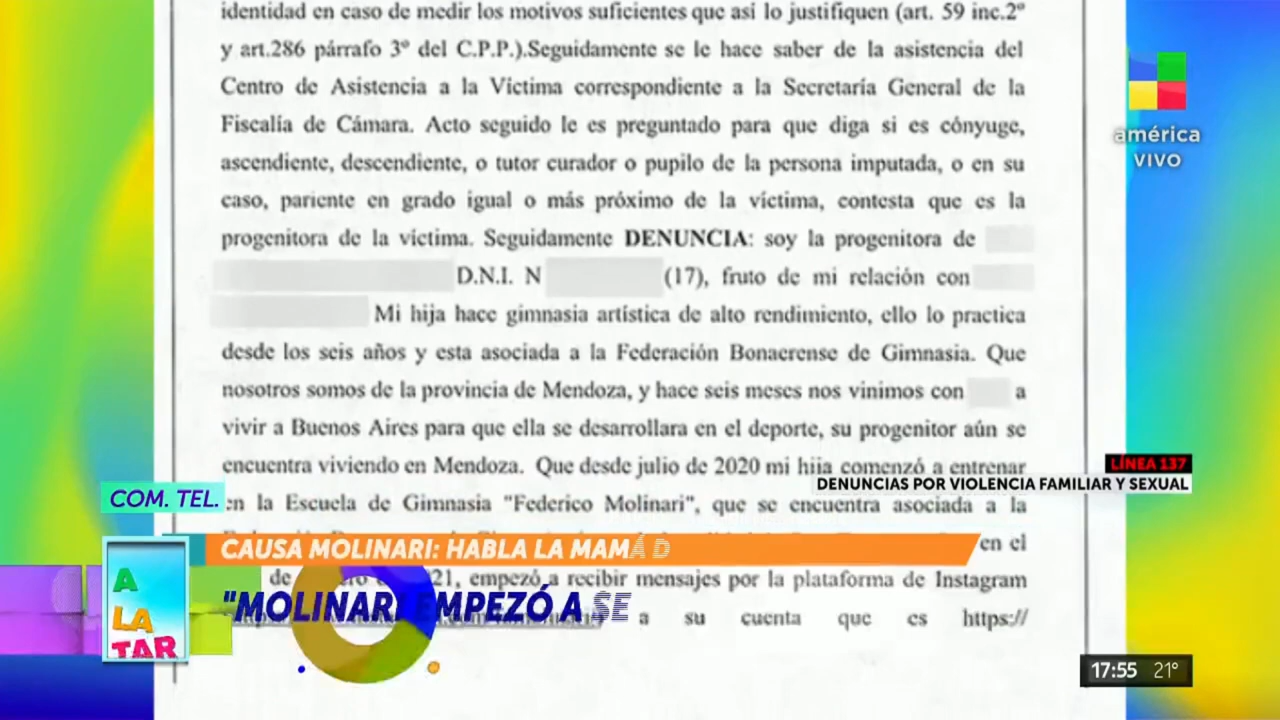 identidad en caso de medir los motivos suficientes que asi lo justifiquen (art. 59 inc.2º
y art.286 párrafo 3º del C.P.P.).Seguidamente se le hace saber de la asistencia del
Centro de Asistencia a la Víctima correspondiente a la Secretaría General de la
Fiscalía de Cámara. Acto seguido le es preguntado para que diga si es cónyuge,
ascendiente, descendiente, o tutor curador o pupilo de la persona imputada, o en su
caso, pariente en grado igual o más próximo de la víctima, contesta que es la
progenitora de la víctima. Seguidamente DENUNCIA: soy la progenitora de
D.N.I. N (17), fruto de mi relación con
Mi hija hace gimnasia artística de alto rendimiento, ello lo practica
desde los seis años y esta asociada a la Federación Bonaerense de Gimnasia. Que
nosotros somos de la provincia de Mendoza, y hace seis meses nos vinimos con a
vivir a Buenos Aires para que ella se desarrollara en el deporte, su progenitor aún se
encuentra viviendo en Mendoza. Que desde julio de 2020 mi hija comenzó a entrenar
en la Escuela de Gimnasia "Federico Molinari", que se encuentra asociada a la
en el
de 21, empezó a recibir mensajes por la plataforma de Instagram
a su cuenta que es https://
américa
VIVO
LÍNEA 137
DENUNCIAS POR VIOLENCIA FAMILIAR Y SEXUAL
COM. TEL.
CAUSA MOLINARI: HABLA LA MAMÁ D
"MOLINARI EMPEZÓ A SE
A
LA
TAR
17:55 21°